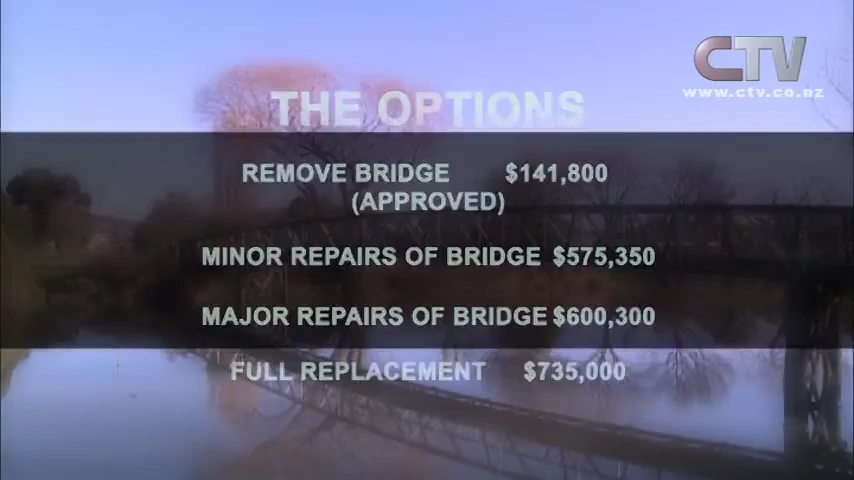 CTV
www.ctv.co.nz
THE OPTIONS
REMOVE BRIDGE $141,800
(APPROVED)
MINOR REPAIRS OF BRIDGE $575,350
MAJOR REPAIRS OF BRIDGE $600,300
FULL REPLACEMENT $735,000